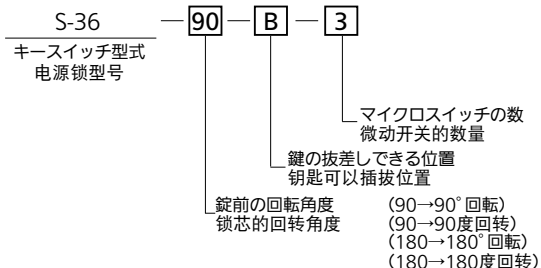 S-36 — 90 — B — 3
キースイッチ型式
电源锁型号
マイクロスイッチの数
微动开关的数量
鍵の抜差しできる位置
钥匙可以插拔位置
錠前の回転角度 (90→90°回転)
锁芯的回转角度 (90→90度回转)
(180→180°回転)
(180→180度回转)